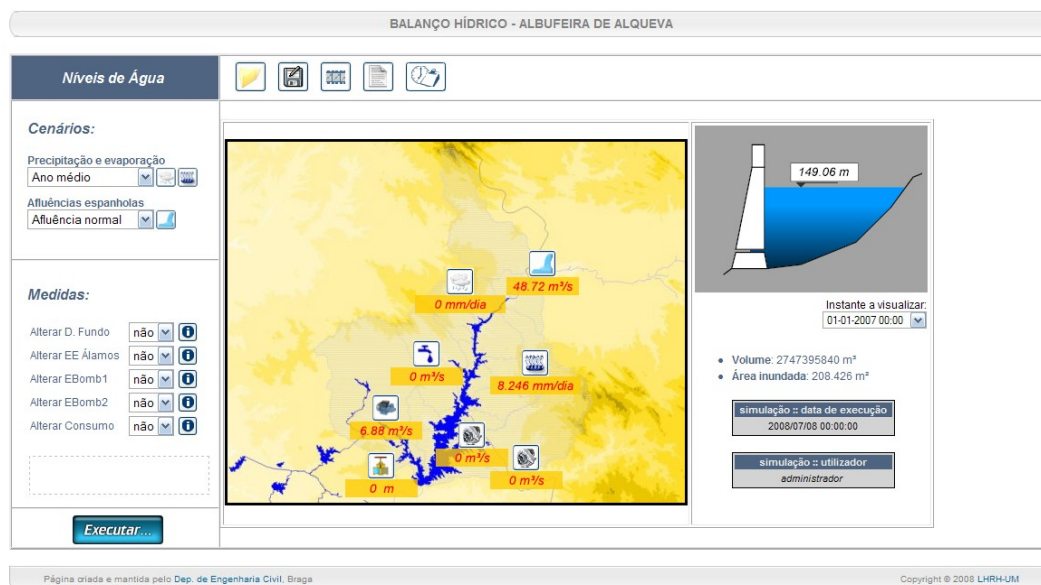 BALANÇO HÍDRICO - ALBUFEIRA DE ALQUEVA
Níveis de Água
Cenários:
Precipitação e evaporação
Ano médio
Afluências espanholas
Afluência normal
Medidas:
Alterar D. Fundo não
Alterar EE Álamos não
Alterar EBomb1 não
Alterar EBomb2 não
Alterar Consumo não
Executar...
48.72 m³/s
0 mm/dia
0 m³/s
8.246 mm/dia
6.88 m³/s
0 m³/s
0 m³/s
0 m
149.06 m
Instante a visualizar:
01-01-2007 00:00
Volume: 2747395840 m³
Área inundada: 208.426 m²
simulação :: data de execução
2008/07/08 00:00:00
simulação :: utilizador
administrador
Página criada e mantida pelo Dep. de Engenharia Civil, Braga
Copyright © 2008 LHRH-UM